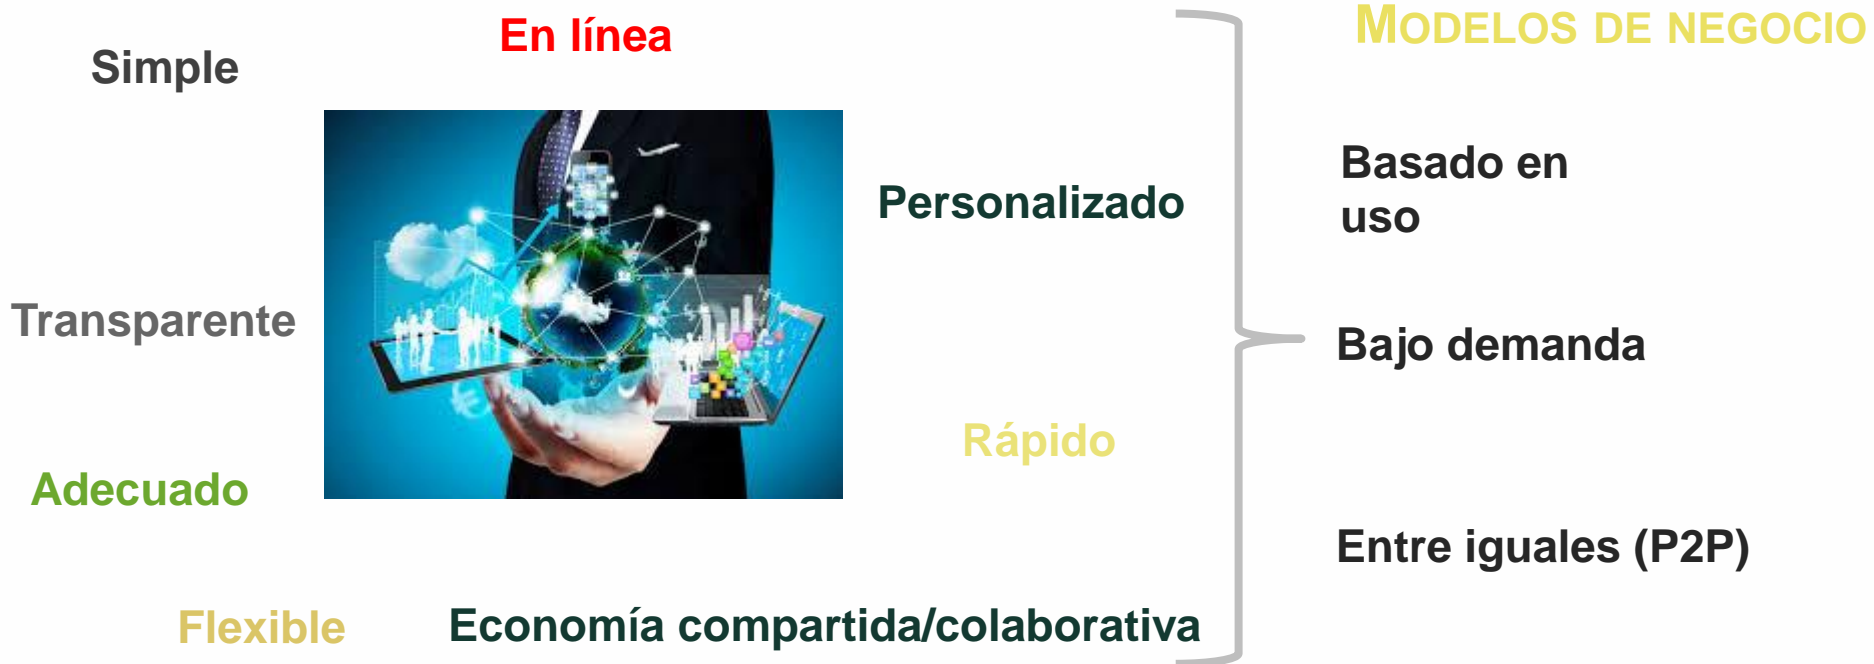 En línea
Simple
Personalizado
Transparente
Rápido
Adecuado
Flexible
Economía compartida/colaborativa
MODELOS DE NEGOCIO
Basado en
uso
Bajo demanda
Entre iguales (P2P)